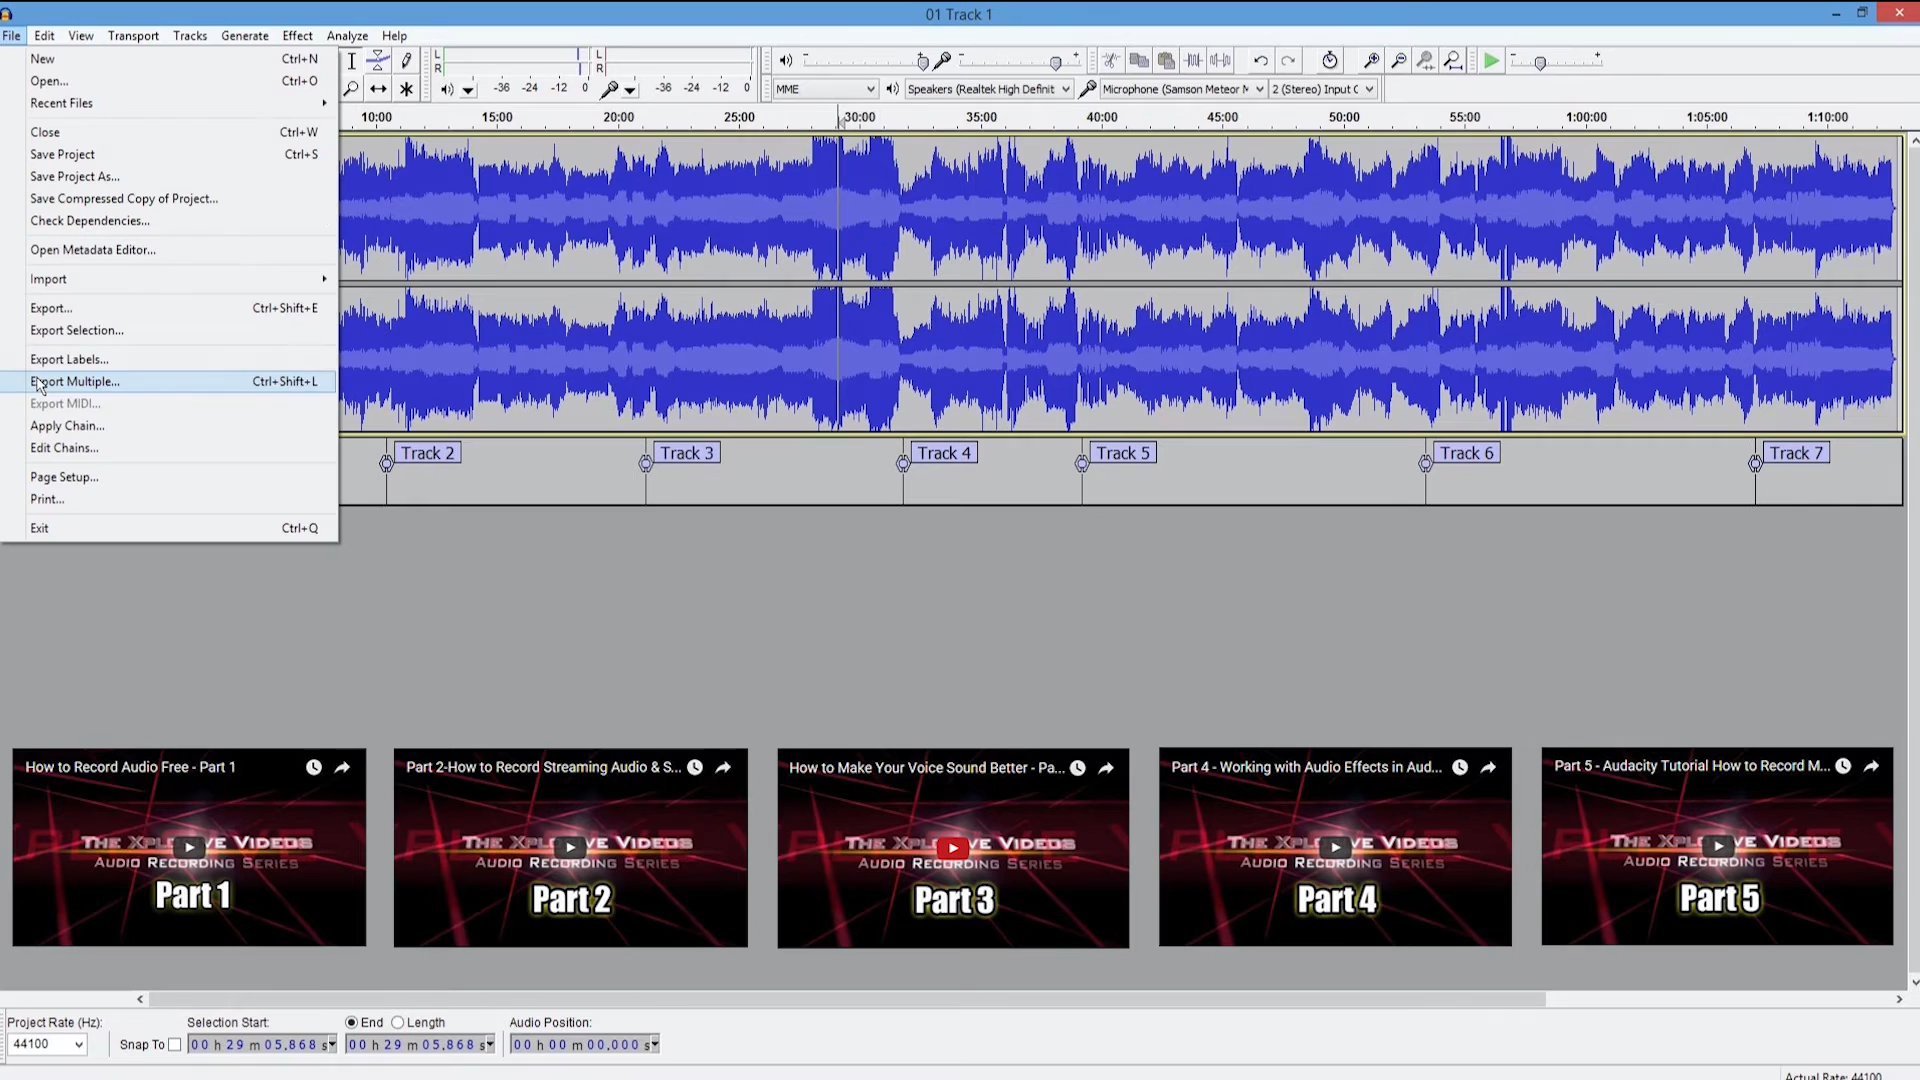 01 Track 1
File Edit View Transport Tracks Generate Effect Analyze Help
New Ctrl+N
Open... Ctrl+O
Recent Files
Close Ctrl+W
Save Project Ctrl+S
Save Project As...
Save Compressed Copy of Project...
Check Dependencies...
Open Metadata Editor...
Import
Export... Ctrl+Shift+E
Export Selection...
Export Labels...
Export Multiple... Ctrl+Shift+L
Export MIDI...
Apply Chain...
Edit Chains...
Page Setup...
Print...
Exit Ctrl+Q
L
R
L
R
-36 -24 -12 0
-36 -24 -12 0
MME
Speakers (Realtek High Definit
Microphone (Samson Meteor M
2 (Stereo) Input C
10:00 15:00 20:00 25:00 30:00 35:00 40:00 45:00 50:00 55:00 1:00:00 1:05:00 1:10:00
Track 2 Track 3 Track 4 Track 5 Track 6 Track 7
How to Record Audio Free - Part 1
The Xplosive Videos
Audio Recording Series
Part 1
Part 2-How to Record Streaming Audio & S...
The Xplosive Videos
Audio Recording Series
Part 2
How to Make Your Voice Sound Better - Pa...
The Xplosive Videos
Audio Recording Series
Part 3
Part 4 - Working with Audio Effects in Aud...
The Xplosive Videos
Audio Recording Series
Part 4
Part 5 - Audacity Tutorial How to Record M...
The Xplosive Videos
Audio Recording Series
Part 5
Project Rate (Hz): Selection Start: End Length Audio Position:
44100 Snap To 00 h 29 m 05.868 s 00 h 29 m 05.868 s 00 h 00 m 00.000 s
Actual Rate: 44100